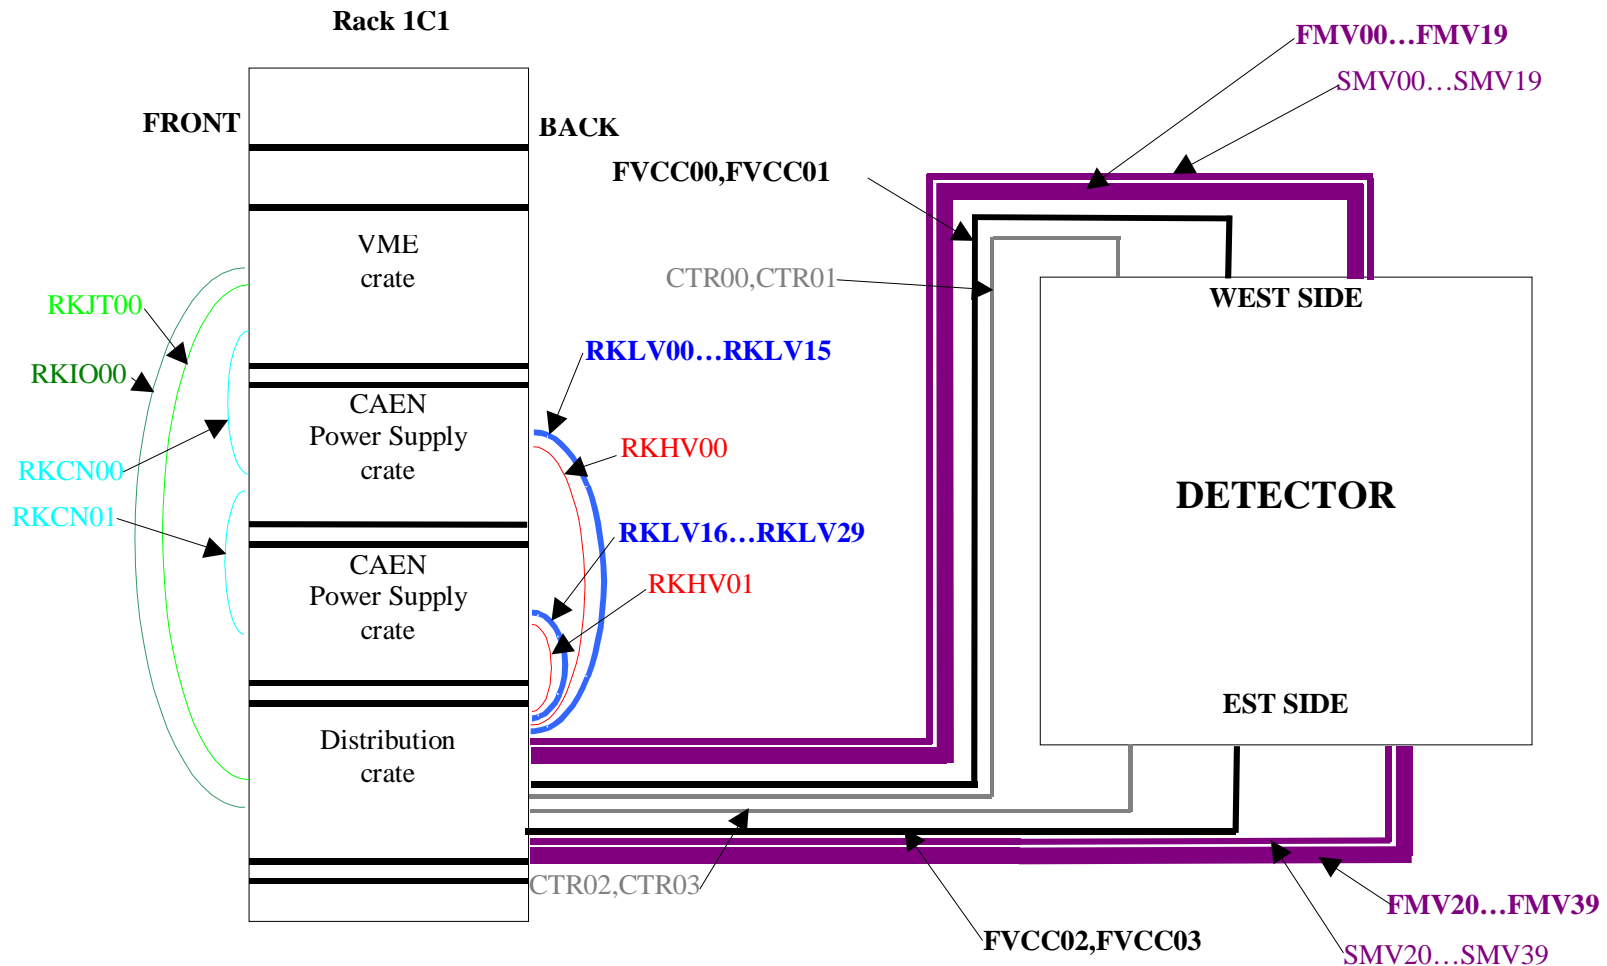 Rack 1C1
FMV00…FMV19
SMV00…SMV19
FRONT
BACK
FVCC00,FVCC01
VME
crate
CTR00,CTR01
WEST SIDE
RKJT00
RKIO00
RKLV00…RKLV15
CAEN
Power Supply
crate
RKHV00
RKCN00
RKCN01
DETECTOR
RKLV16…RKLV29
CAEN
Power Supply
crate
RKHV01
EST SIDE
Distribution
crate
CTR02,CTR03
FMV20…FMV39
FVCC02,FVCC03
SMV20…SMV39